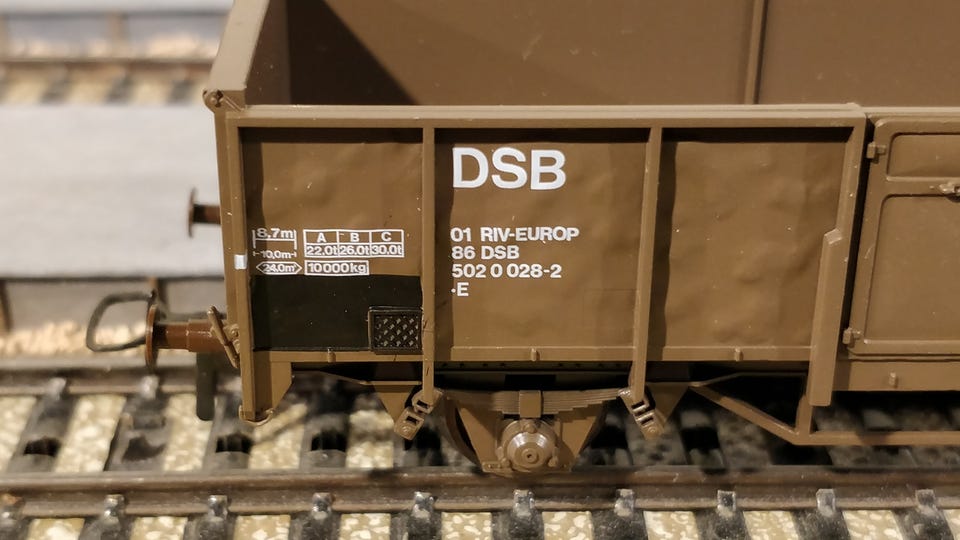 DSB
8,7m
10,0m
24,0m²
A B C
22,0t 26,0t 30,0t
10000kg
01 RIV-EUROP
86 DSB
502 0 028-2
·E